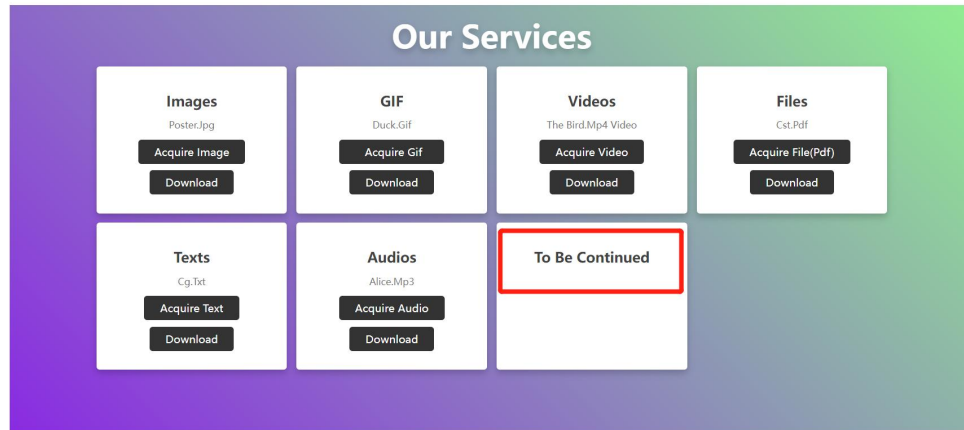 Our Services
Images
Poster.Jpg
Acquire Image
Download
GIF
Duck.Gif
Acquire Gif
Download
Videos
The Bird.Mp4 Video
Acquire Video
Download
Files
Cst.Pdf
Acquire File(Pdf)
Download
Texts
Cg.Txt
Acquire Text
Download
Audios
Alice.Mp3
Acquire Audio
Download
To Be Continued